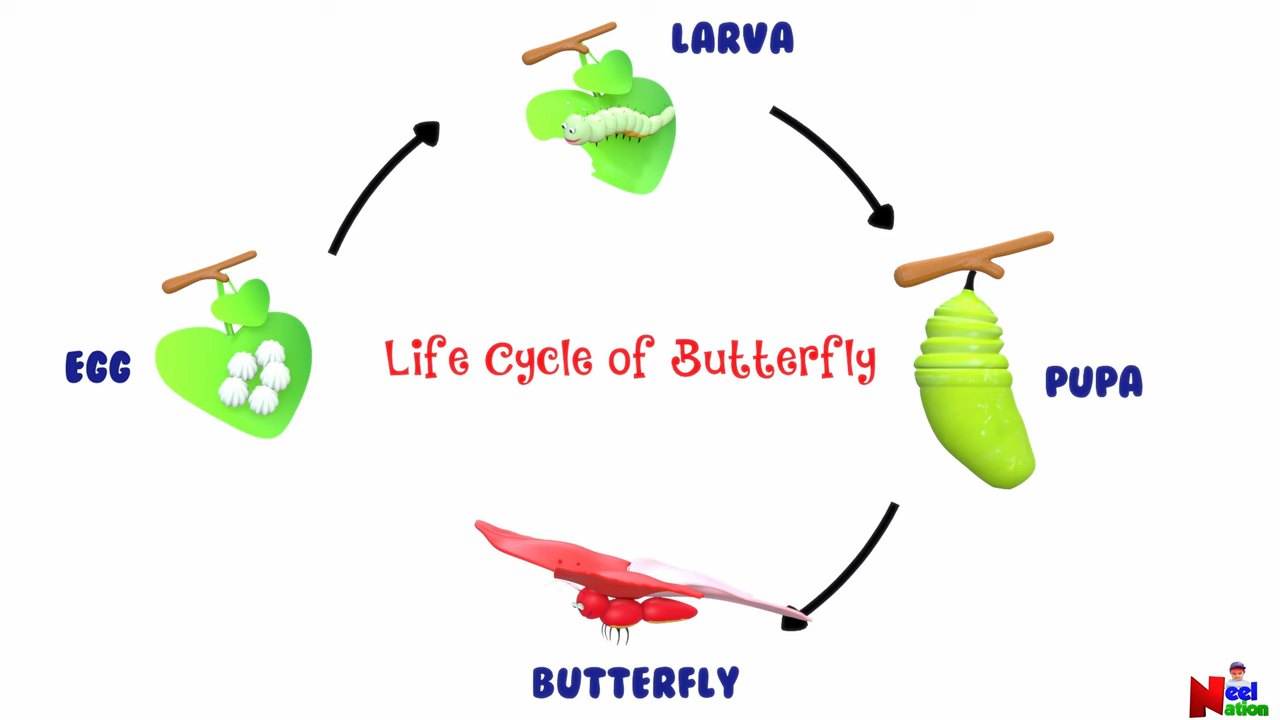 LARVA
EGG
Life Cycle of Butterfly
PUPA
BUTTERFLY
Neel
Nation